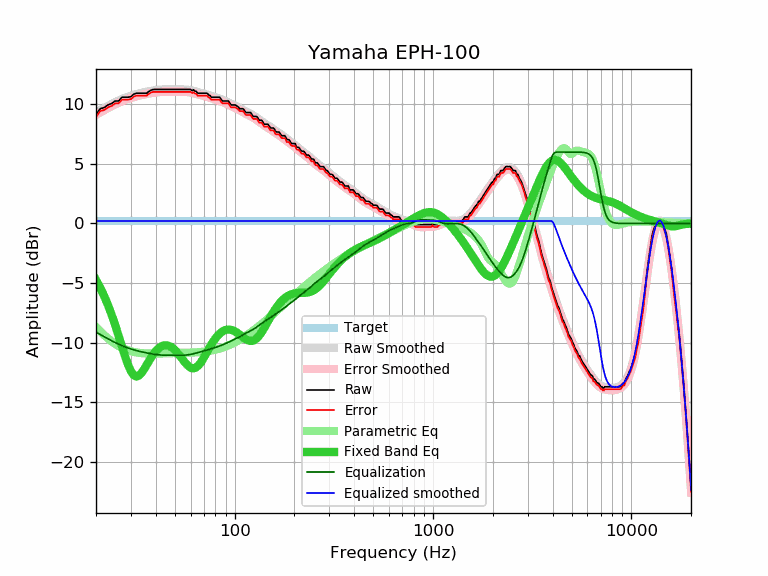 Yamaha EPH-100
10
5
0
−5
−10
−15
−20
Amplitude (dBr)
Target
Raw Smoothed
Error Smoothed
Raw
Error
Parametric Eq
Fixed Band Eq
Equalization
Equalized smoothed
100 1000 10000
Frequency (Hz)